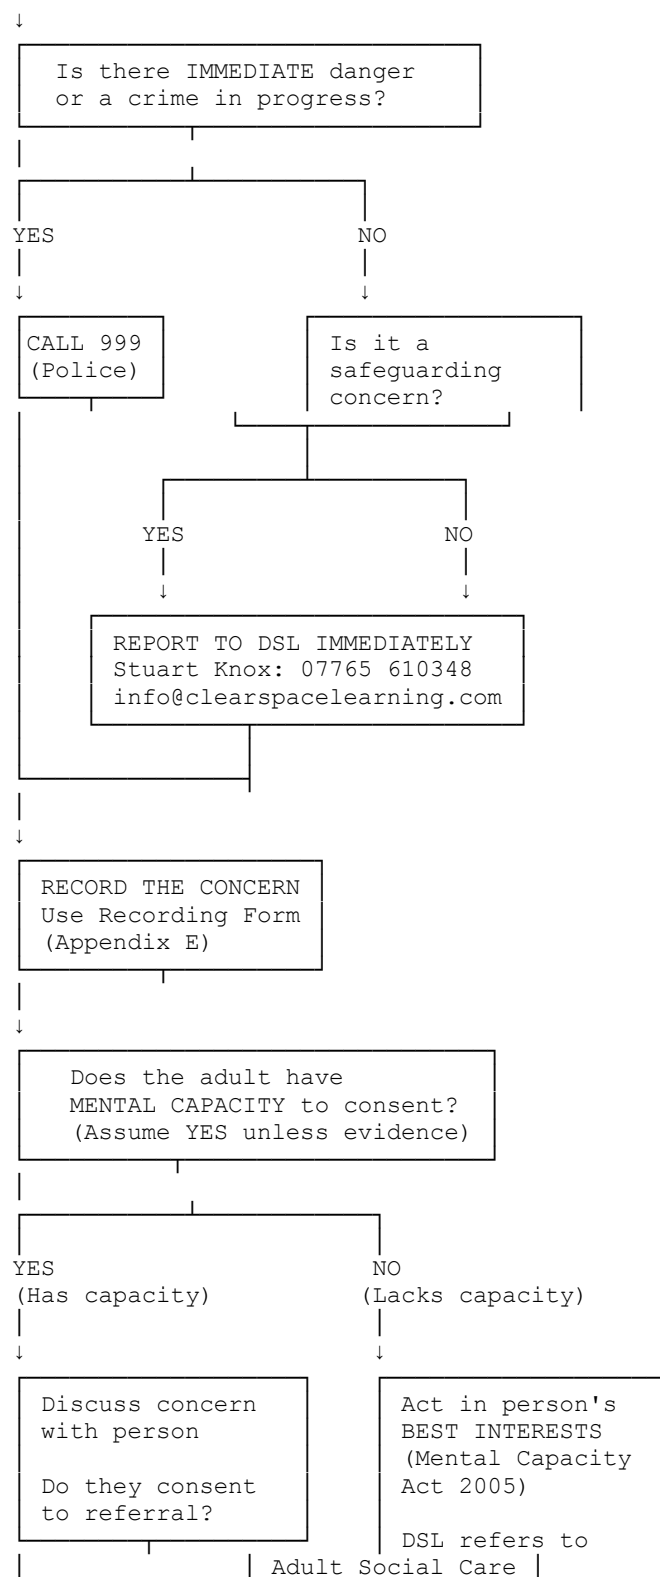 Is there IMMEDIATE danger
or a crime in progress?
YES NO
CALL 999
(Police)
Is it a
safeguarding
concern?
YES NO
REPORT TO DSL IMMEDIATELY
Stuart Knox: 07765 610348
info@clearspacelearning.com
RECORD THE CONCERN
Use Recording Form
(Appendix E)
Does the adult have
MENTAL CAPACITY to consent?
(Assume YES unless evidence)
YES NO
(Has capacity) (Lacks capacity)
Discuss concern
with person
Do they consent
to referral?
Act in person's
BEST INTERESTS
(Mental Capacity
Act 2005)
DSL refers to
Adult Social Care